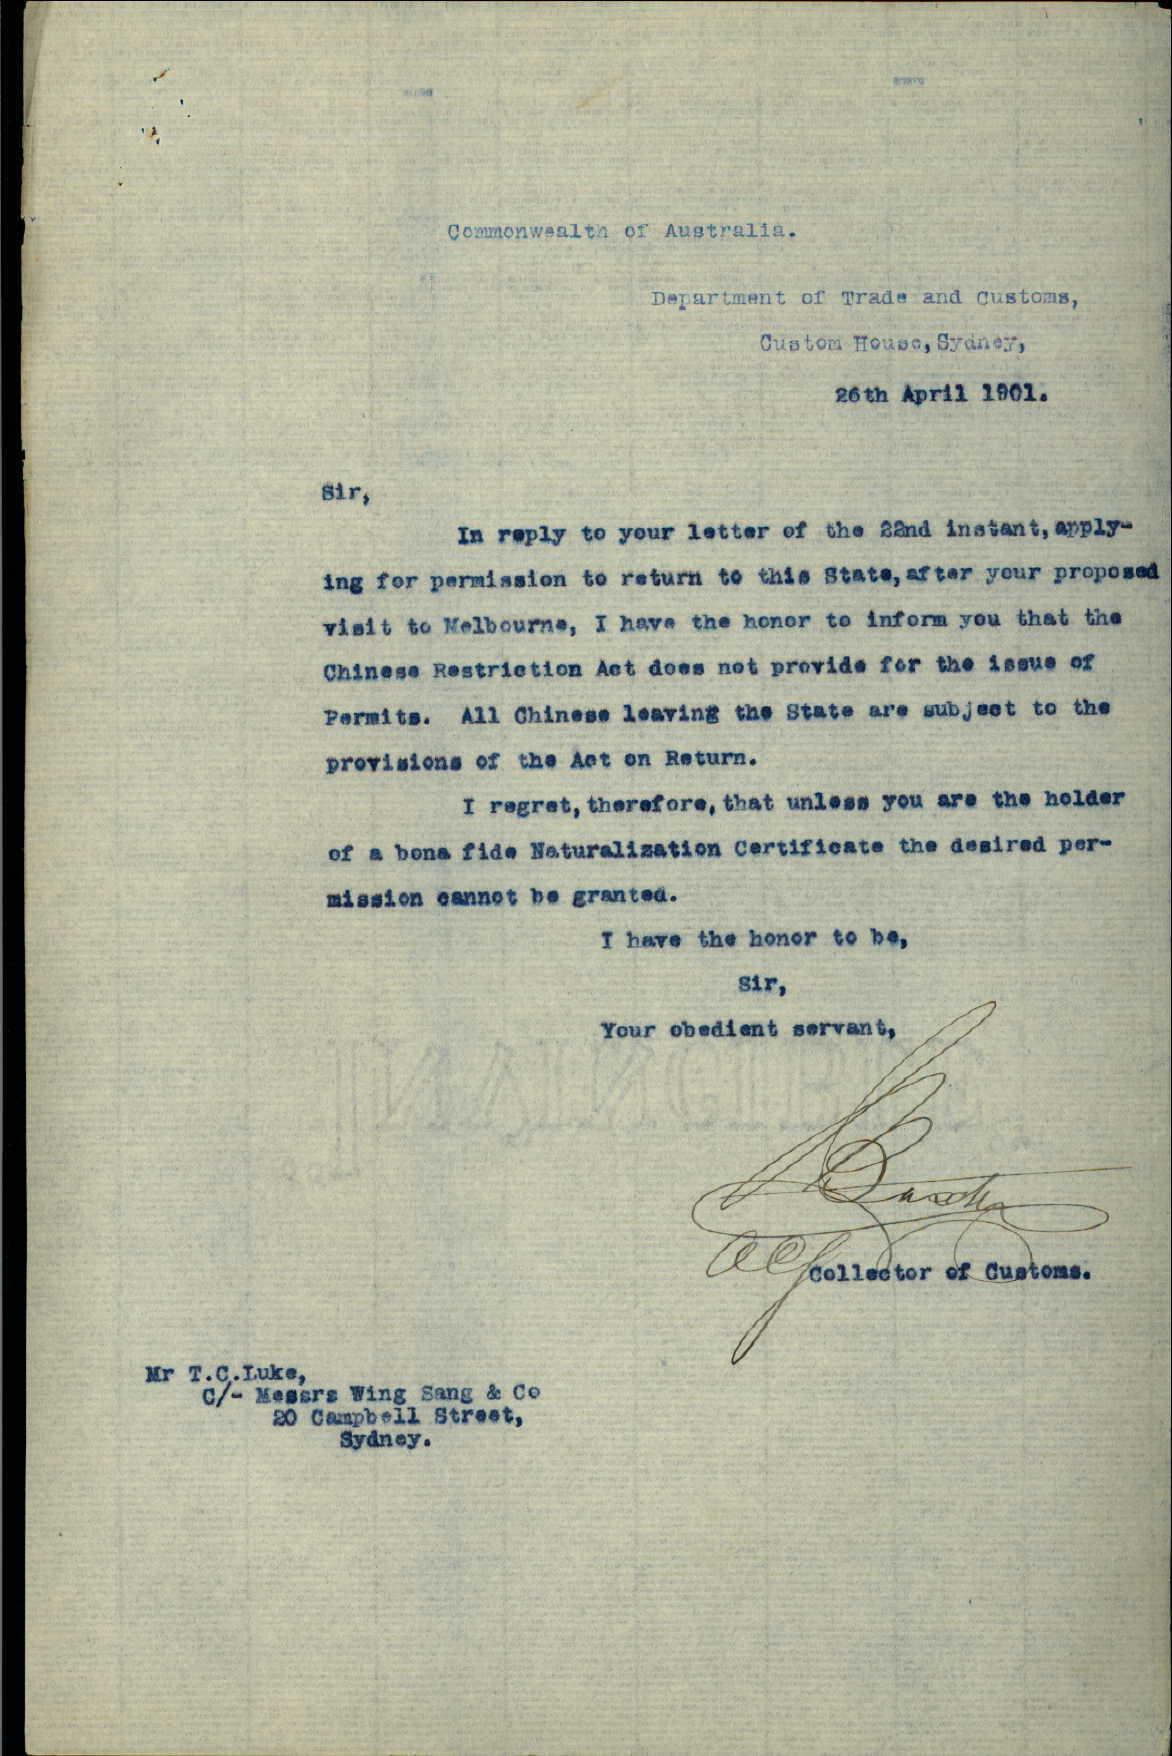 Commonwealth of Australia.
Department of Trade and Customs,
Custom House, Sydney,
26th April 1901.
Sir,
In reply to your letter of the 22nd instant, apply-
ing for permission to return to this State, after your proposed
visit to Melbourne, I have the honor to inform you that the
Chinese Restriction Act does not provide for the issue of
Permits. All Chinese leaving the State are subject to the
provisions of the Act on Return.
I regret, therefore, that unless you are the holder
of a bona fide Naturalization Certificate the desired per-
mission cannot be granted.
I have the honor to be,
Sir,
Your obedient servant,
Collector of Customs.
Mr T.C.Luke,
C/- Messrs Wing Sang & Co
20 Campbell Street,
Sydney.